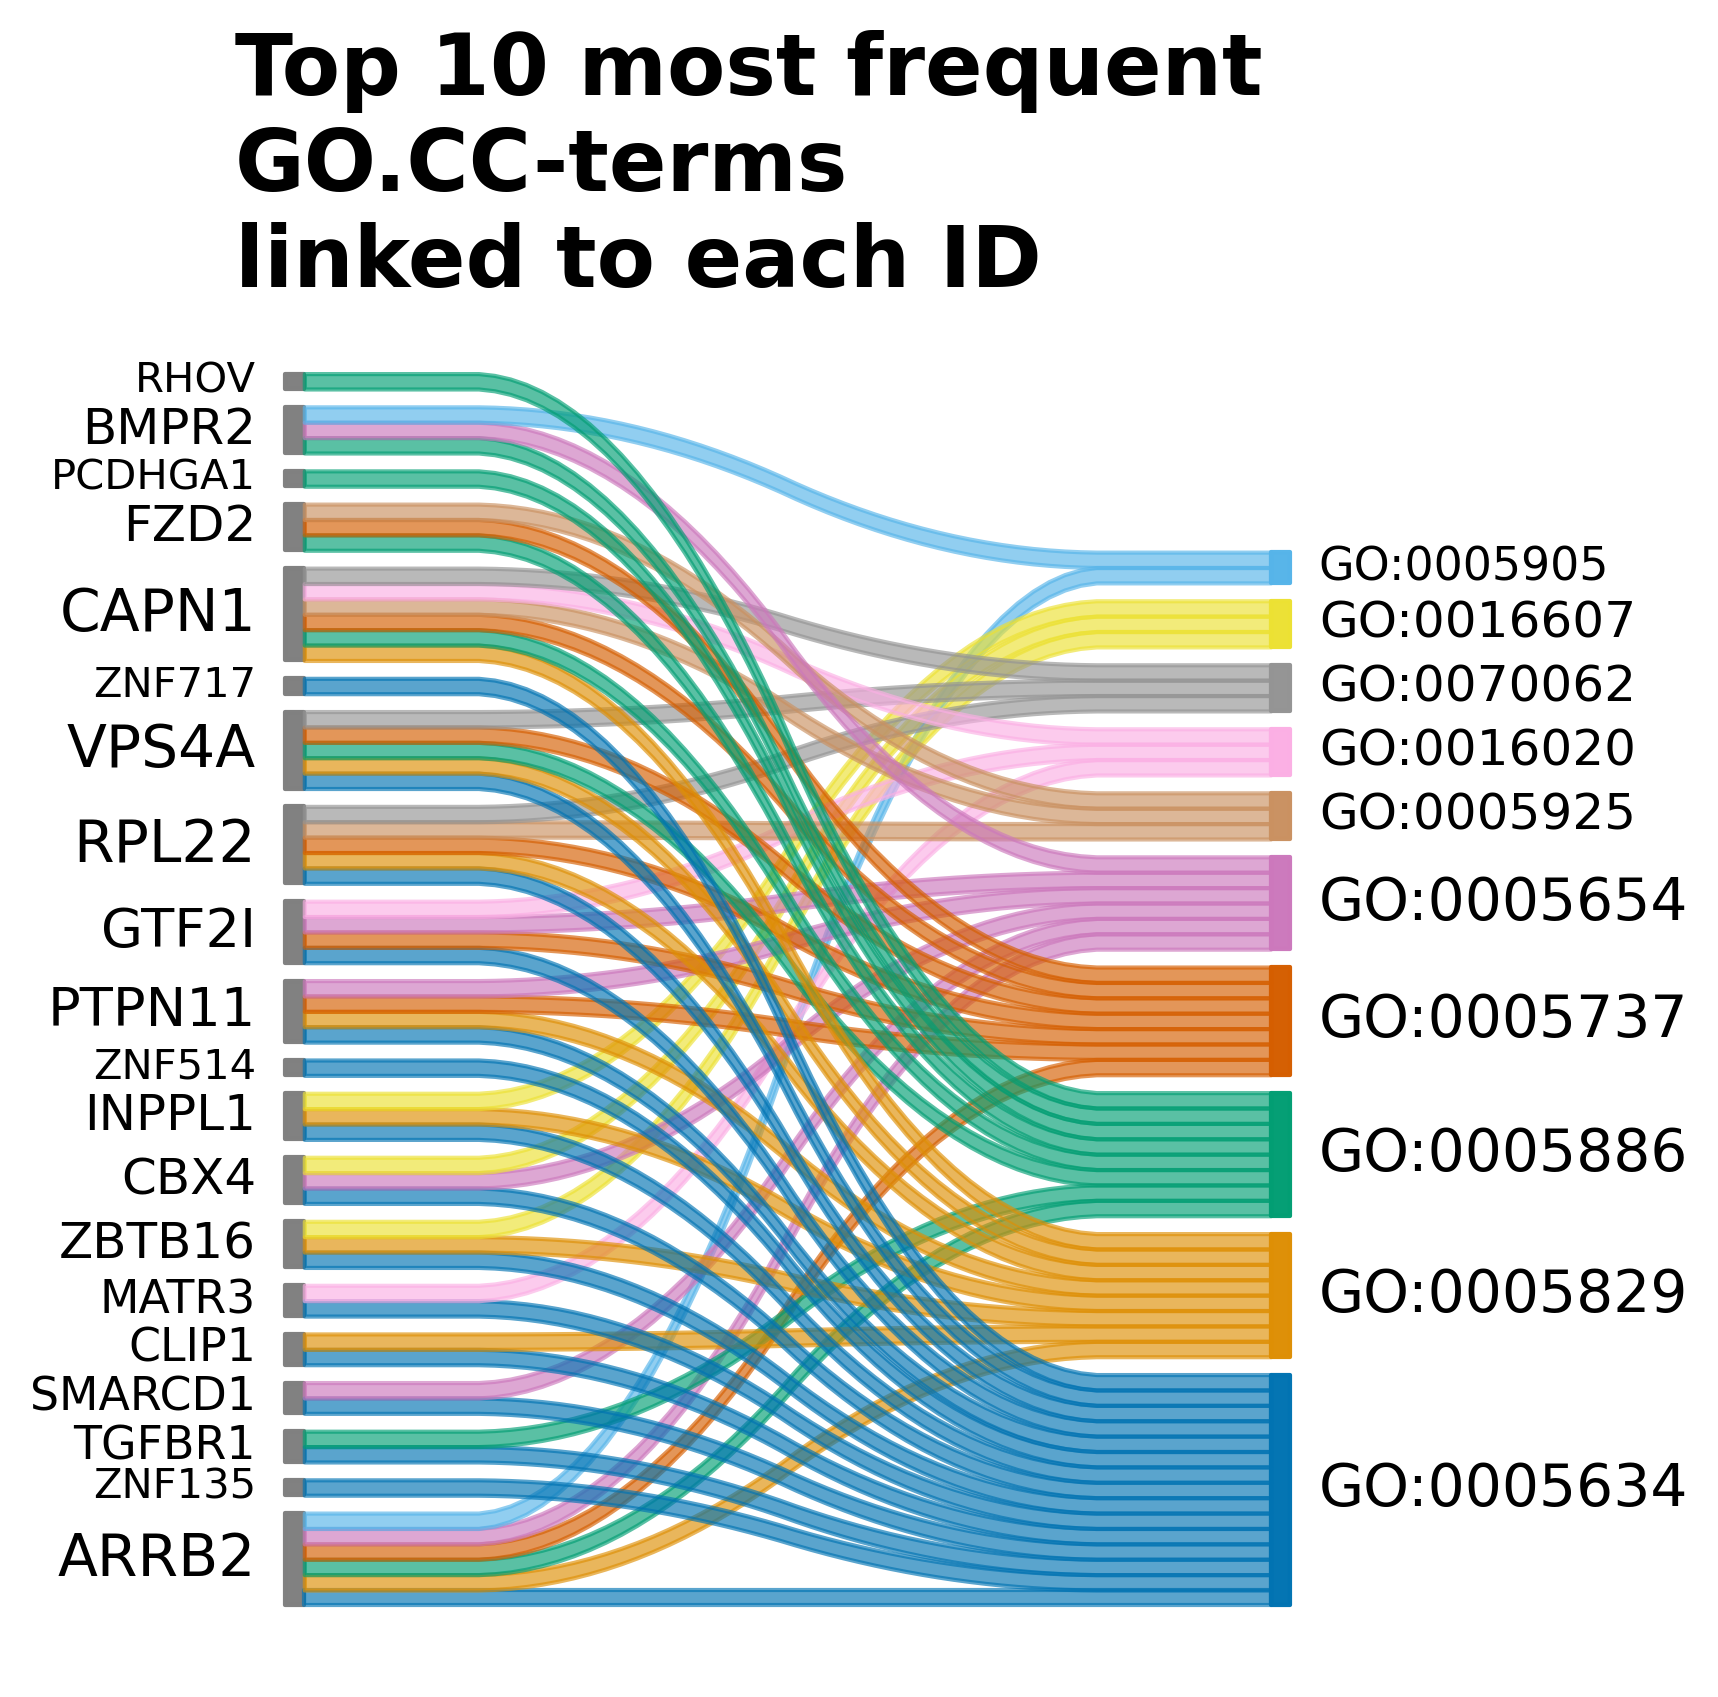 Top 10 most frequent
GO.CC-terms
linked to each ID
RHOV
BMPR2
PCDHGA1
FZD2
CAPN1
ZNF717
VPS4A
RPL22
GTF2I
PTPN11
ZNF514
INPPL1
CBX4
ZBTB16
MATR3
CLIP1
SMARCD1
TGFBR1
ZNF135
ARRB2
GO:0005905
GO:0016607
GO:0070062
GO:0016020
GO:0005925
GO:0005654
GO:0005737
GO:0005886
GO:0005829
GO:0005634